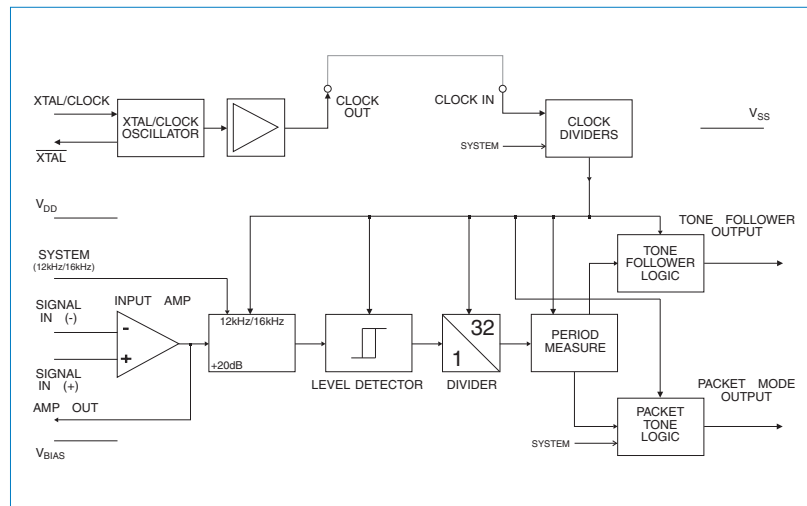 XTAL/CLOCK
XTAL
XTAL/CLOCK
OSCILLATOR
CLOCK
OUT
CLOCK IN
CLOCK
DIVIDERS
SYSTEM
VSS
VDD
SYSTEM
(12kHz/16kHz)
SIGNAL
IN (-)
SIGNAL
IN (+)
INPUT AMP
-
+
AMP OUT
VBIAS
12kHz/16kHz
+20dB
LEVEL DETECTOR
32
1
DIVIDER
PERIOD
MEASURE
TONE
FOLLOWER
LOGIC
TONE FOLLOWER
OUTPUT
PACKET
TONE
LOGIC
SYSTEM
PACKET MODE
OUTPUT